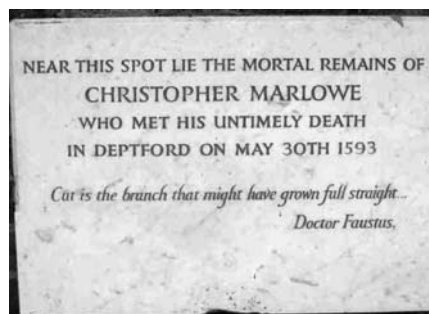 NEAR THIS SPOT LIE THE MORTAL REMAINS OF
CHRISTOPHER MARLOWE
WHO MET HIS UNTIMELY DEATH
IN DEPTFORD ON MAY 30TH 1593
Cut is the branch that might have grown full straight...
Doctor Faustus.